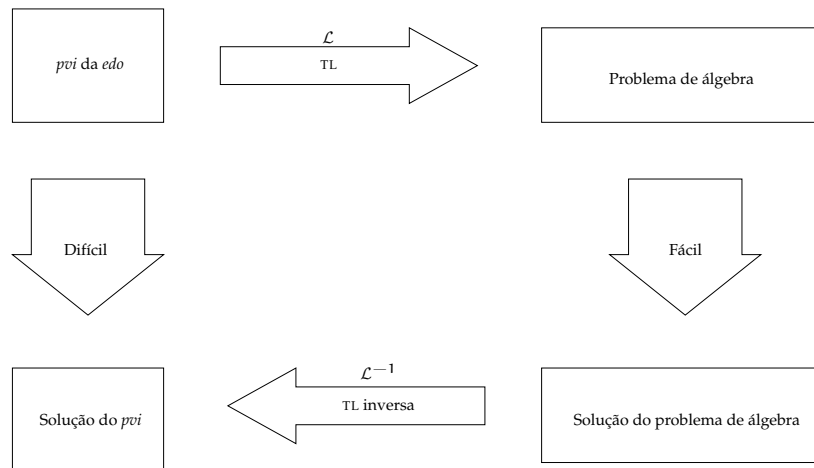 pvi da edo
ℒ
TL
Problema de álgebra
Difícil
Fácil
Solução do pvi
ℒ⁻¹
TL inversa
Solução do problema de álgebra